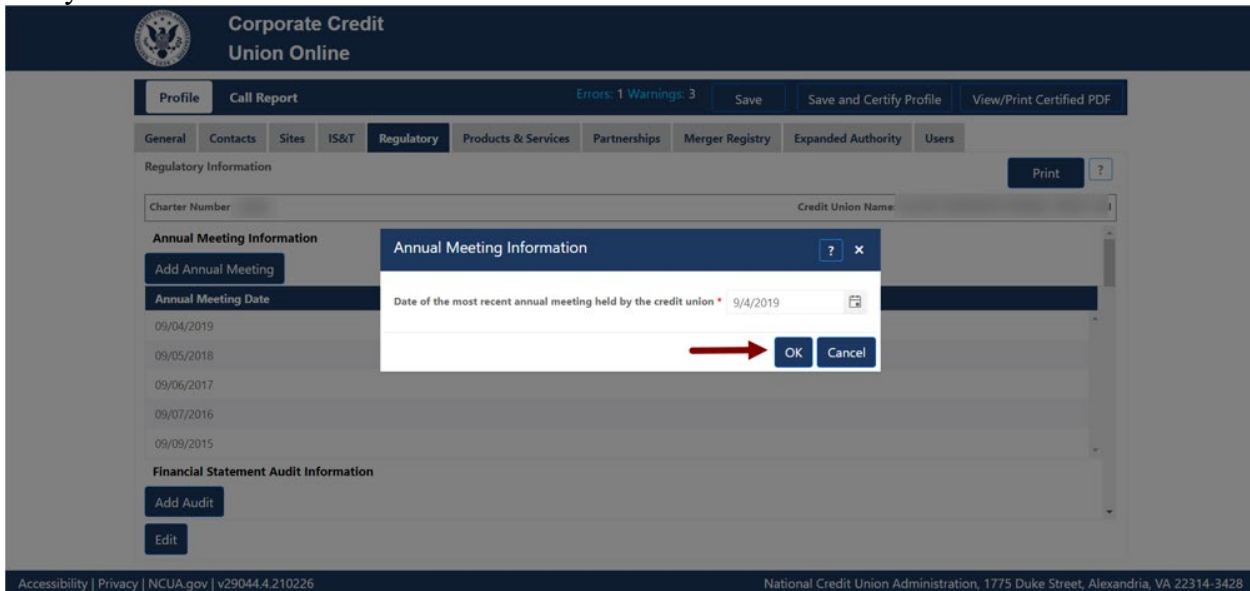 Corporate Credit
Union Online
Profile Call Report Errors: 1 Warnings: 3 Save Save and Certify Profile View/Print Certified PDF
General Contacts Sites IS&T Regulatory Products & Services Partnerships Merger Registry Expanded Authority Users
Regulatory Information Print ?
Charter Number Credit Union Name:
Annual Meeting Information
Add Annual Meeting
Annual Meeting Date
Annual Meeting Information ? ×
Date of the most recent annual meeting held by the credit union * 9/4/2019
OK Cancel
09/04/2019
09/05/2018
09/06/2017
09/07/2016
09/09/2015
Financial Statement Audit Information
Add Audit
Edit
Accessibility | Privacy | NCUA.gov | v29044.4.210226 National Credit Union Administration, 1775 Duke Street, Alexandria, VA 22314-3428